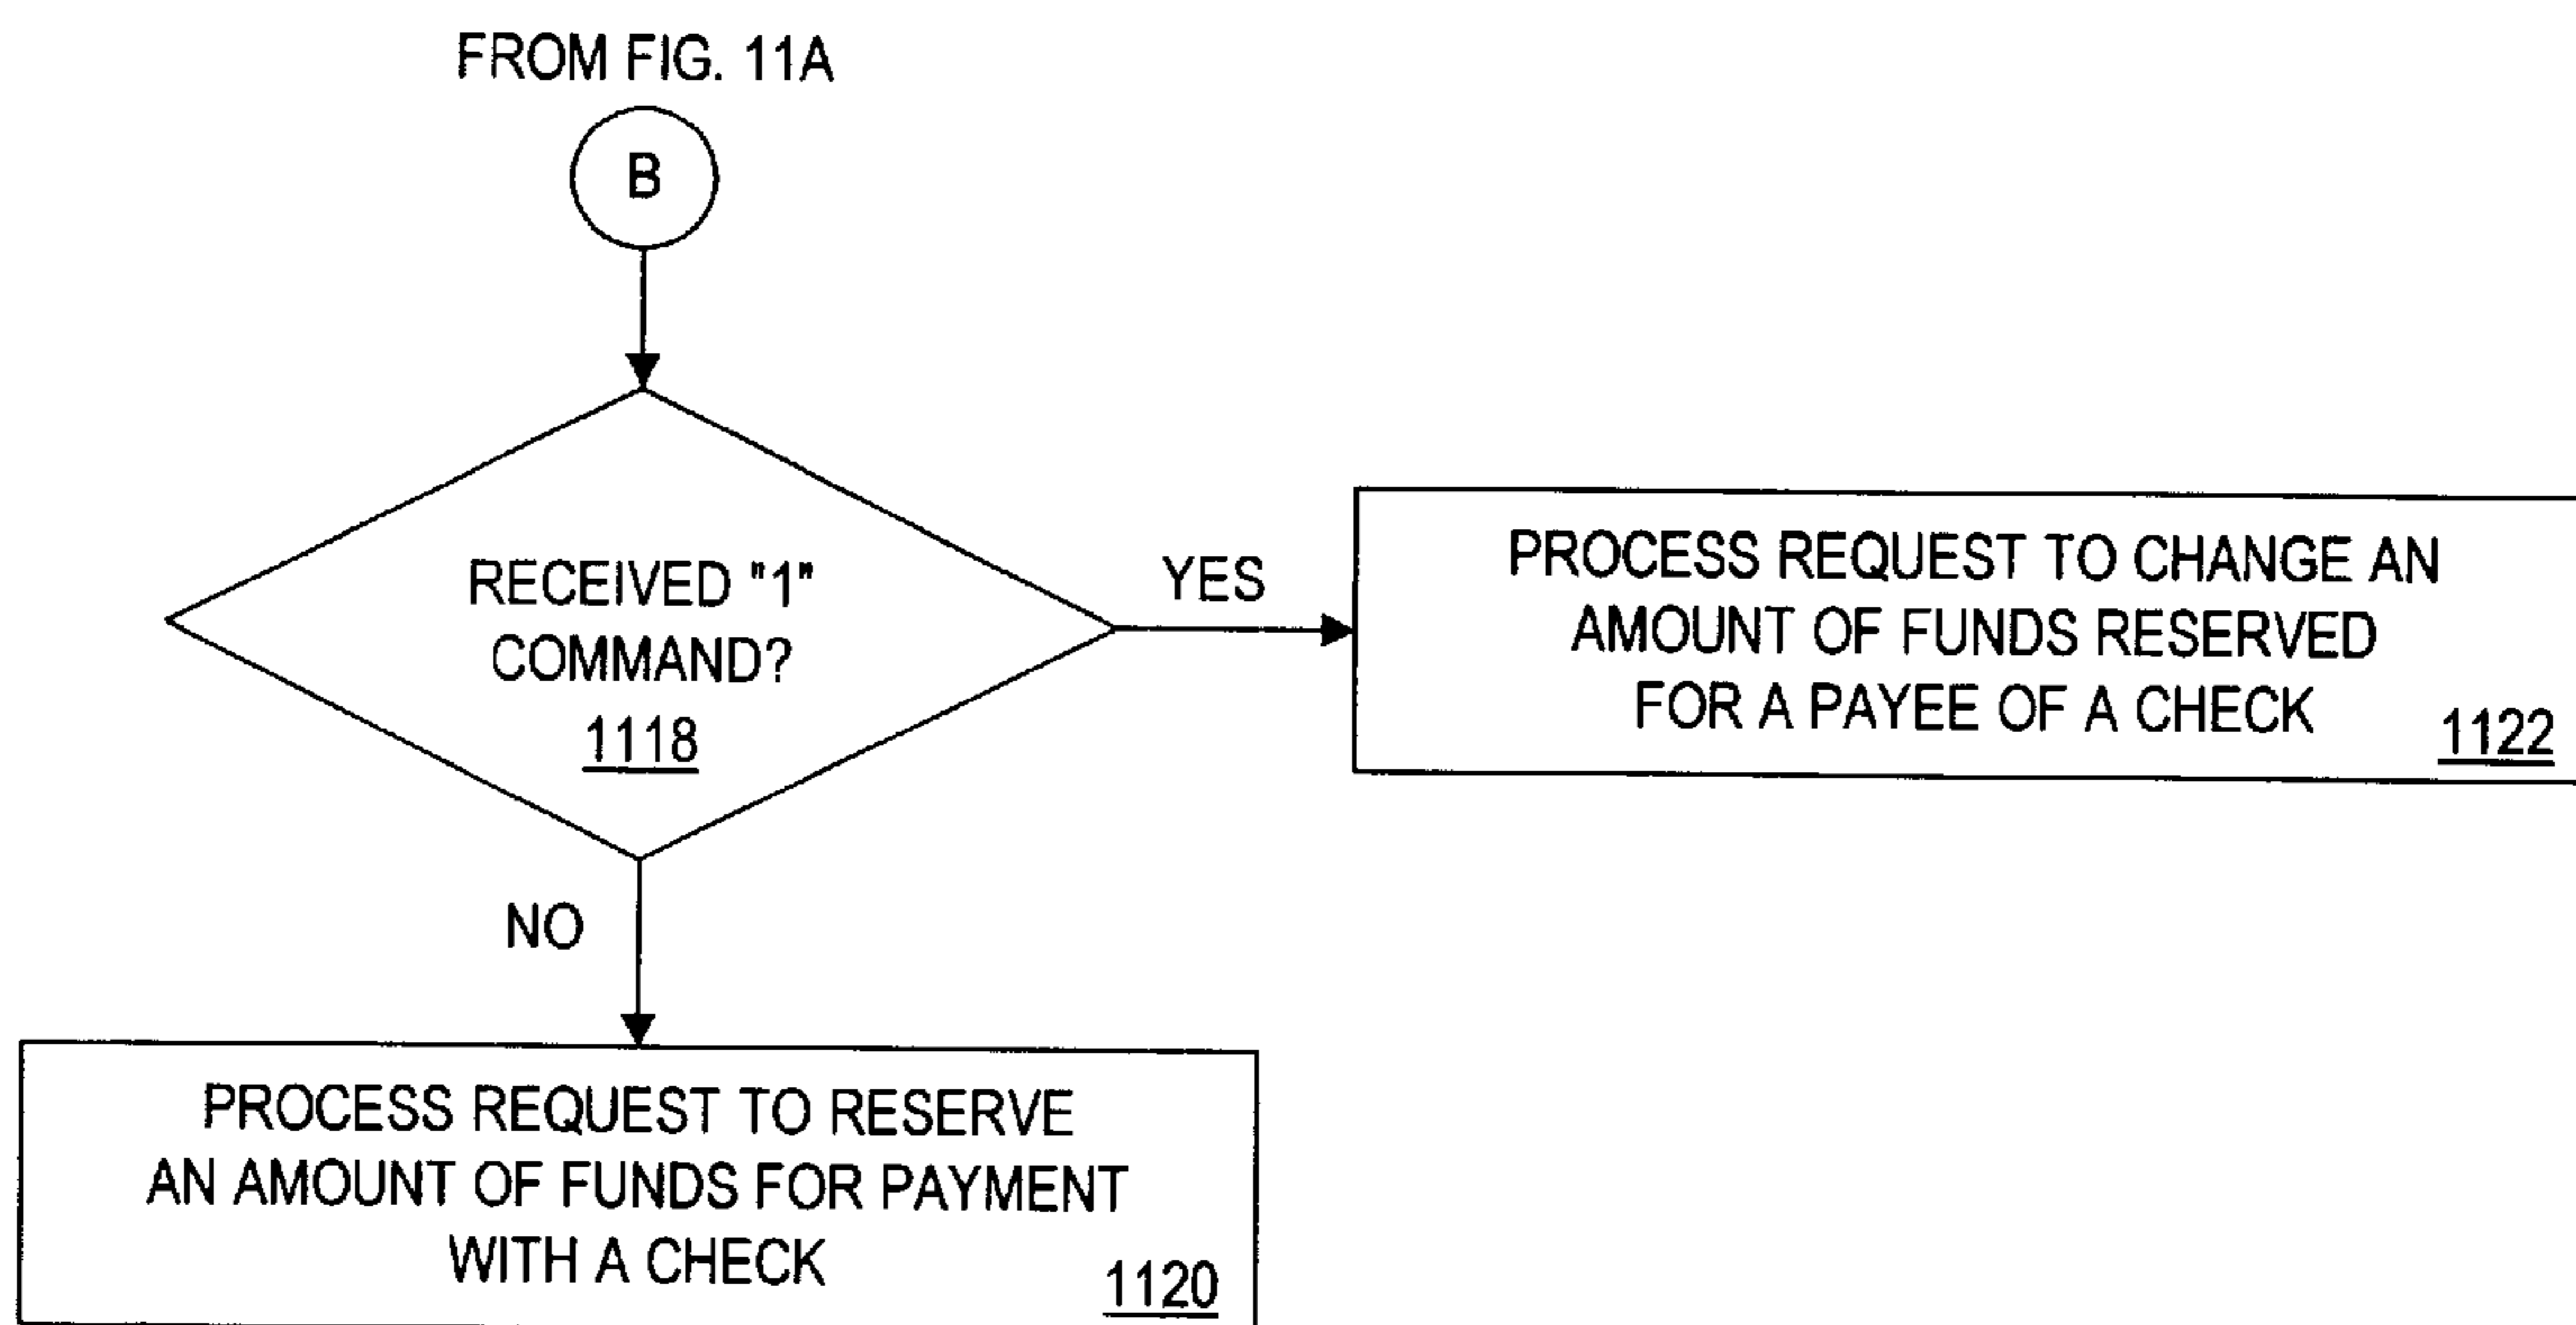 FROM FIG. 11A
B
RECEIVED "1"
COMMAND?
1118
YES
PROCESS REQUEST TO CHANGE AN
AMOUNT OF FUNDS RESERVED
FOR A PAYEE OF A CHECK
1122
NO
PROCESS REQUEST TO RESERVE
AN AMOUNT OF FUNDS FOR PAYMENT
WITH A CHECK
1120